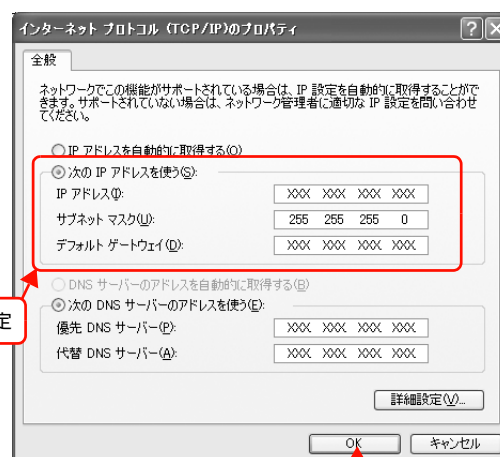 インターネット プロトコル (TCP/IP)のプロパティ
全般
ネットワークでこの機能がサポートされている場合は、IP 設定を自動的に取得することがで
きます。サポートされていない場合は、ネットワーク管理者に適切な IP 設定を問い合わせ
てください。
IP アドレスを自動的に取得する(O)
次の IP アドレスを使う(S):
IP アドレス(I): XXX XXX XXX XXX
サブネット マスク(U): 255 255 255 0
デフォルト ゲートウェイ(D): XXX XXX XXX XXX
DNS サーバーのアドレスを自動的に取得する(B)
次の DNS サーバーのアドレスを使う(E):
定
優先 DNS サーバー(P): XXX XXX XXX XXX
代替 DNS サーバー(A): XXX XXX XXX XXX
詳細設定(V)...
OK キャンセル